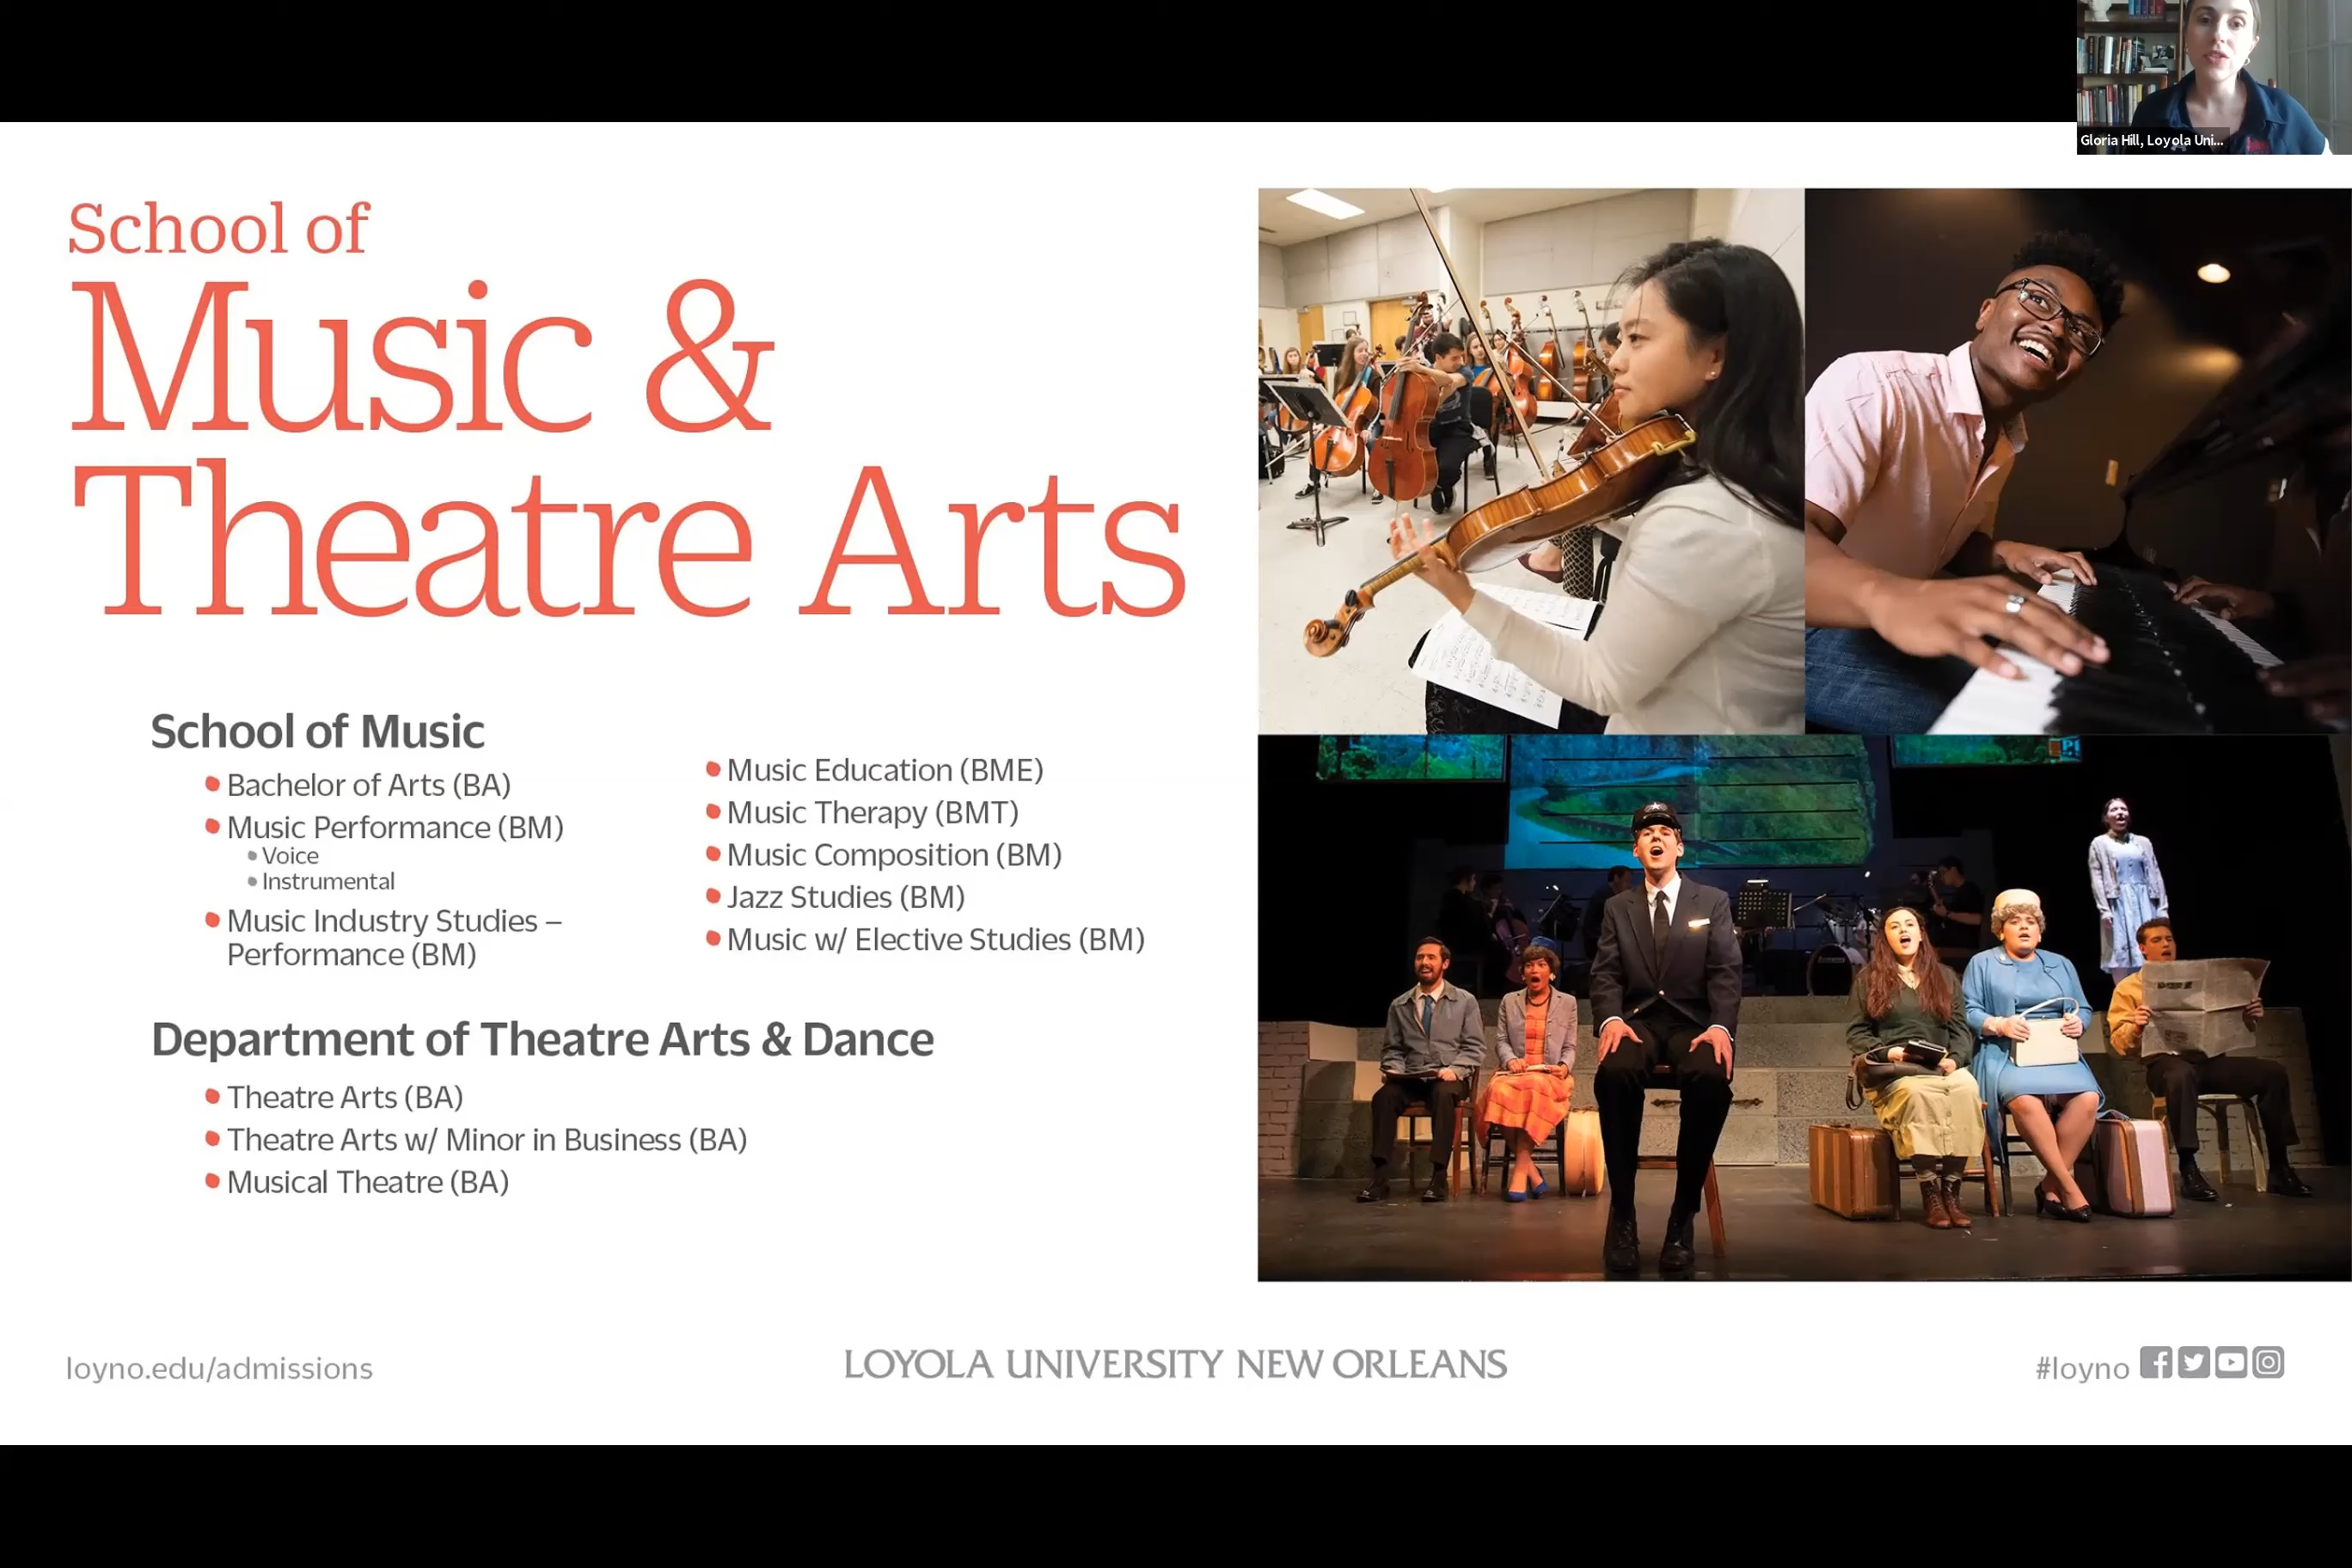 Gloria Hill, Loyola Uni...
School of
Music &
Theatre Arts
School of Music
Bachelor of Arts (BA)
Music Performance (BM)
Voice
Instrumental
Music Industry Studies –
Performance (BM)
Music Education (BME)
Music Therapy (BMT)
Music Composition (BM)
Jazz Studies (BM)
Music w/ Elective Studies (BM)
Department of Theatre Arts & Dance
Theatre Arts (BA)
Theatre Arts w/ Minor in Business (BA)
Musical Theatre (BA)
loyno.edu/admissions
LOYOLA UNIVERSITY NEW ORLEANS
#loyno